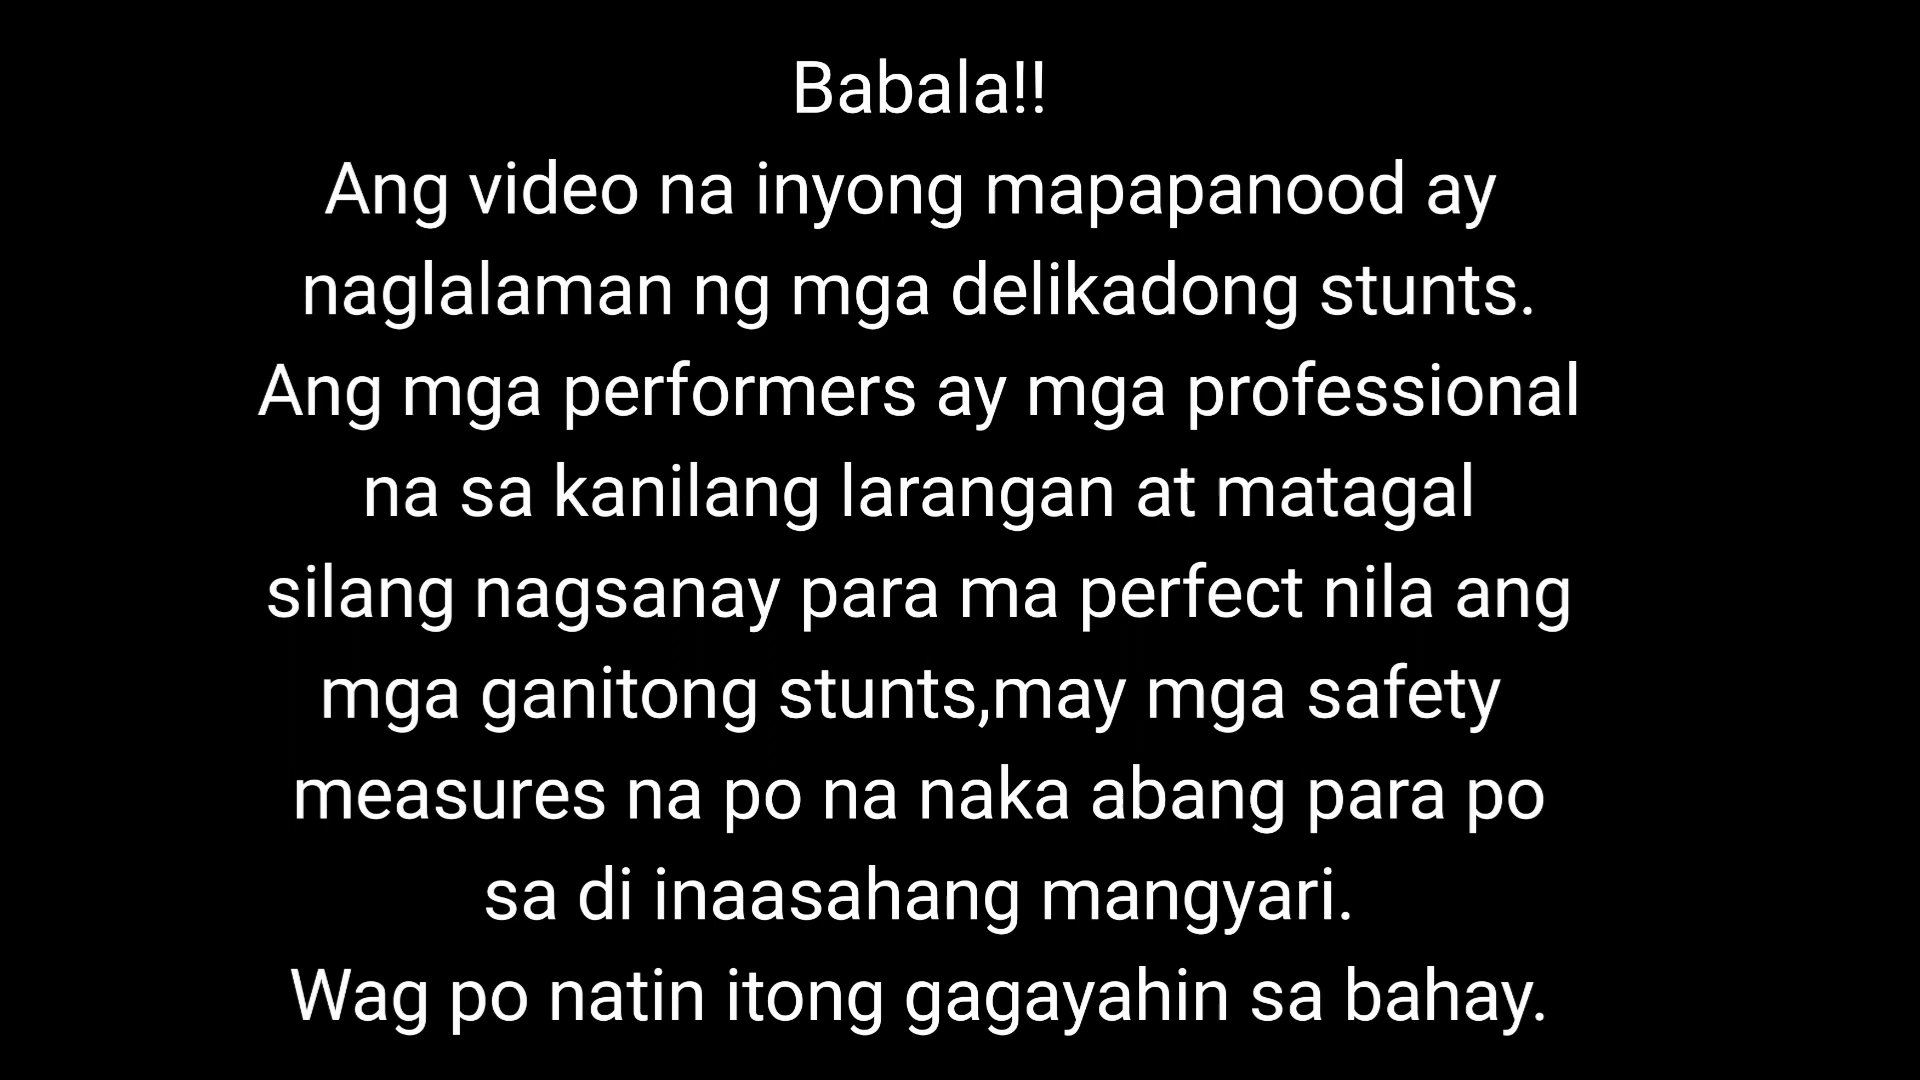 Babala!!
Ang video na inyong mapapanood ay
naglalaman ng mga delikadong stunts.
Ang mga performers ay mga professional
na sa kanilang larangan at matagal
silang nagsanay para ma perfect nila ang
mga ganitong stunts,may mga safety
measures na po na naka abang para po
sa di inaasahang mangyari.
Wag po natin itong gagayahin sa bahay.